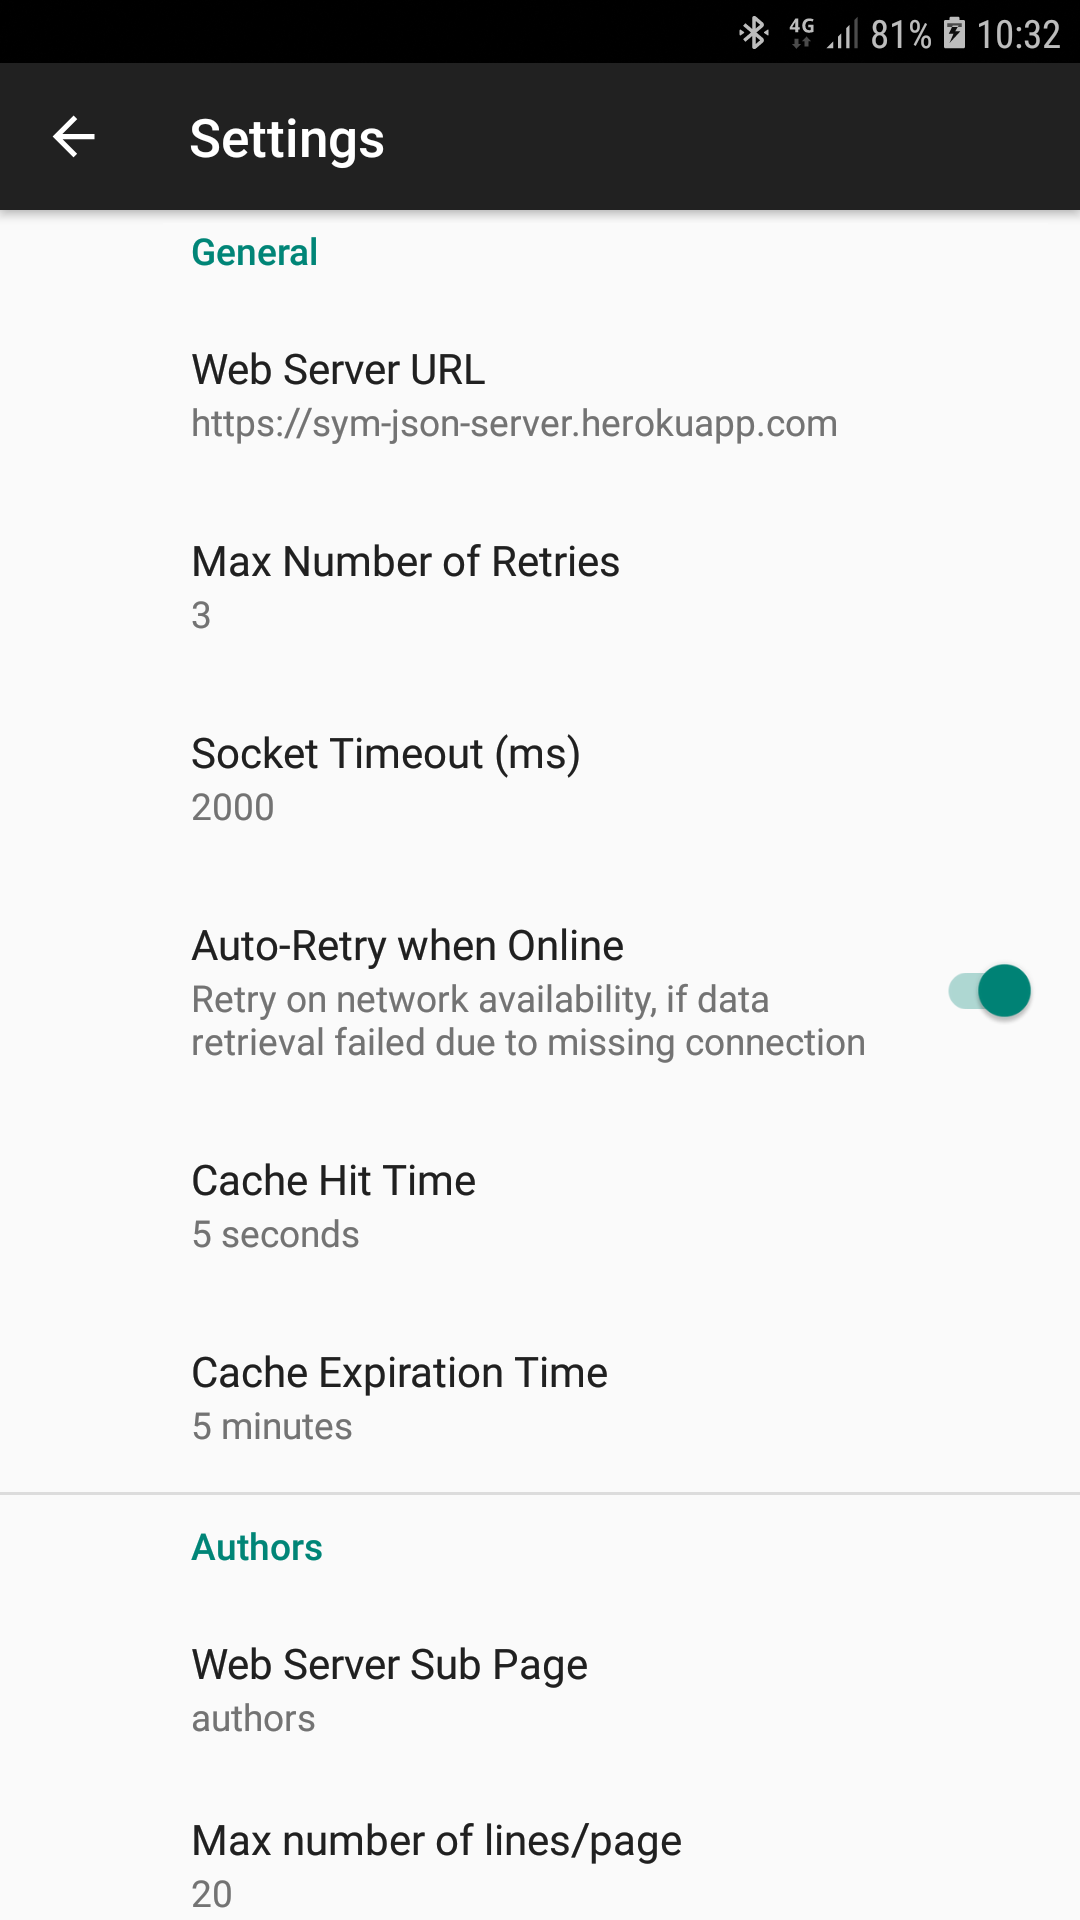 4G 81% 10:32
Settings
General
Web Server URL
https://sym-json-server.herokuapp.com
Max Number of Retries
3
Socket Timeout (ms)
2000
Auto-Retry when Online
Retry on network availability, if data
retrieval failed due to missing connection
Cache Hit Time
5 seconds
Cache Expiration Time
5 minutes
Authors
Web Server Sub Page
authors
Max number of lines/page
20